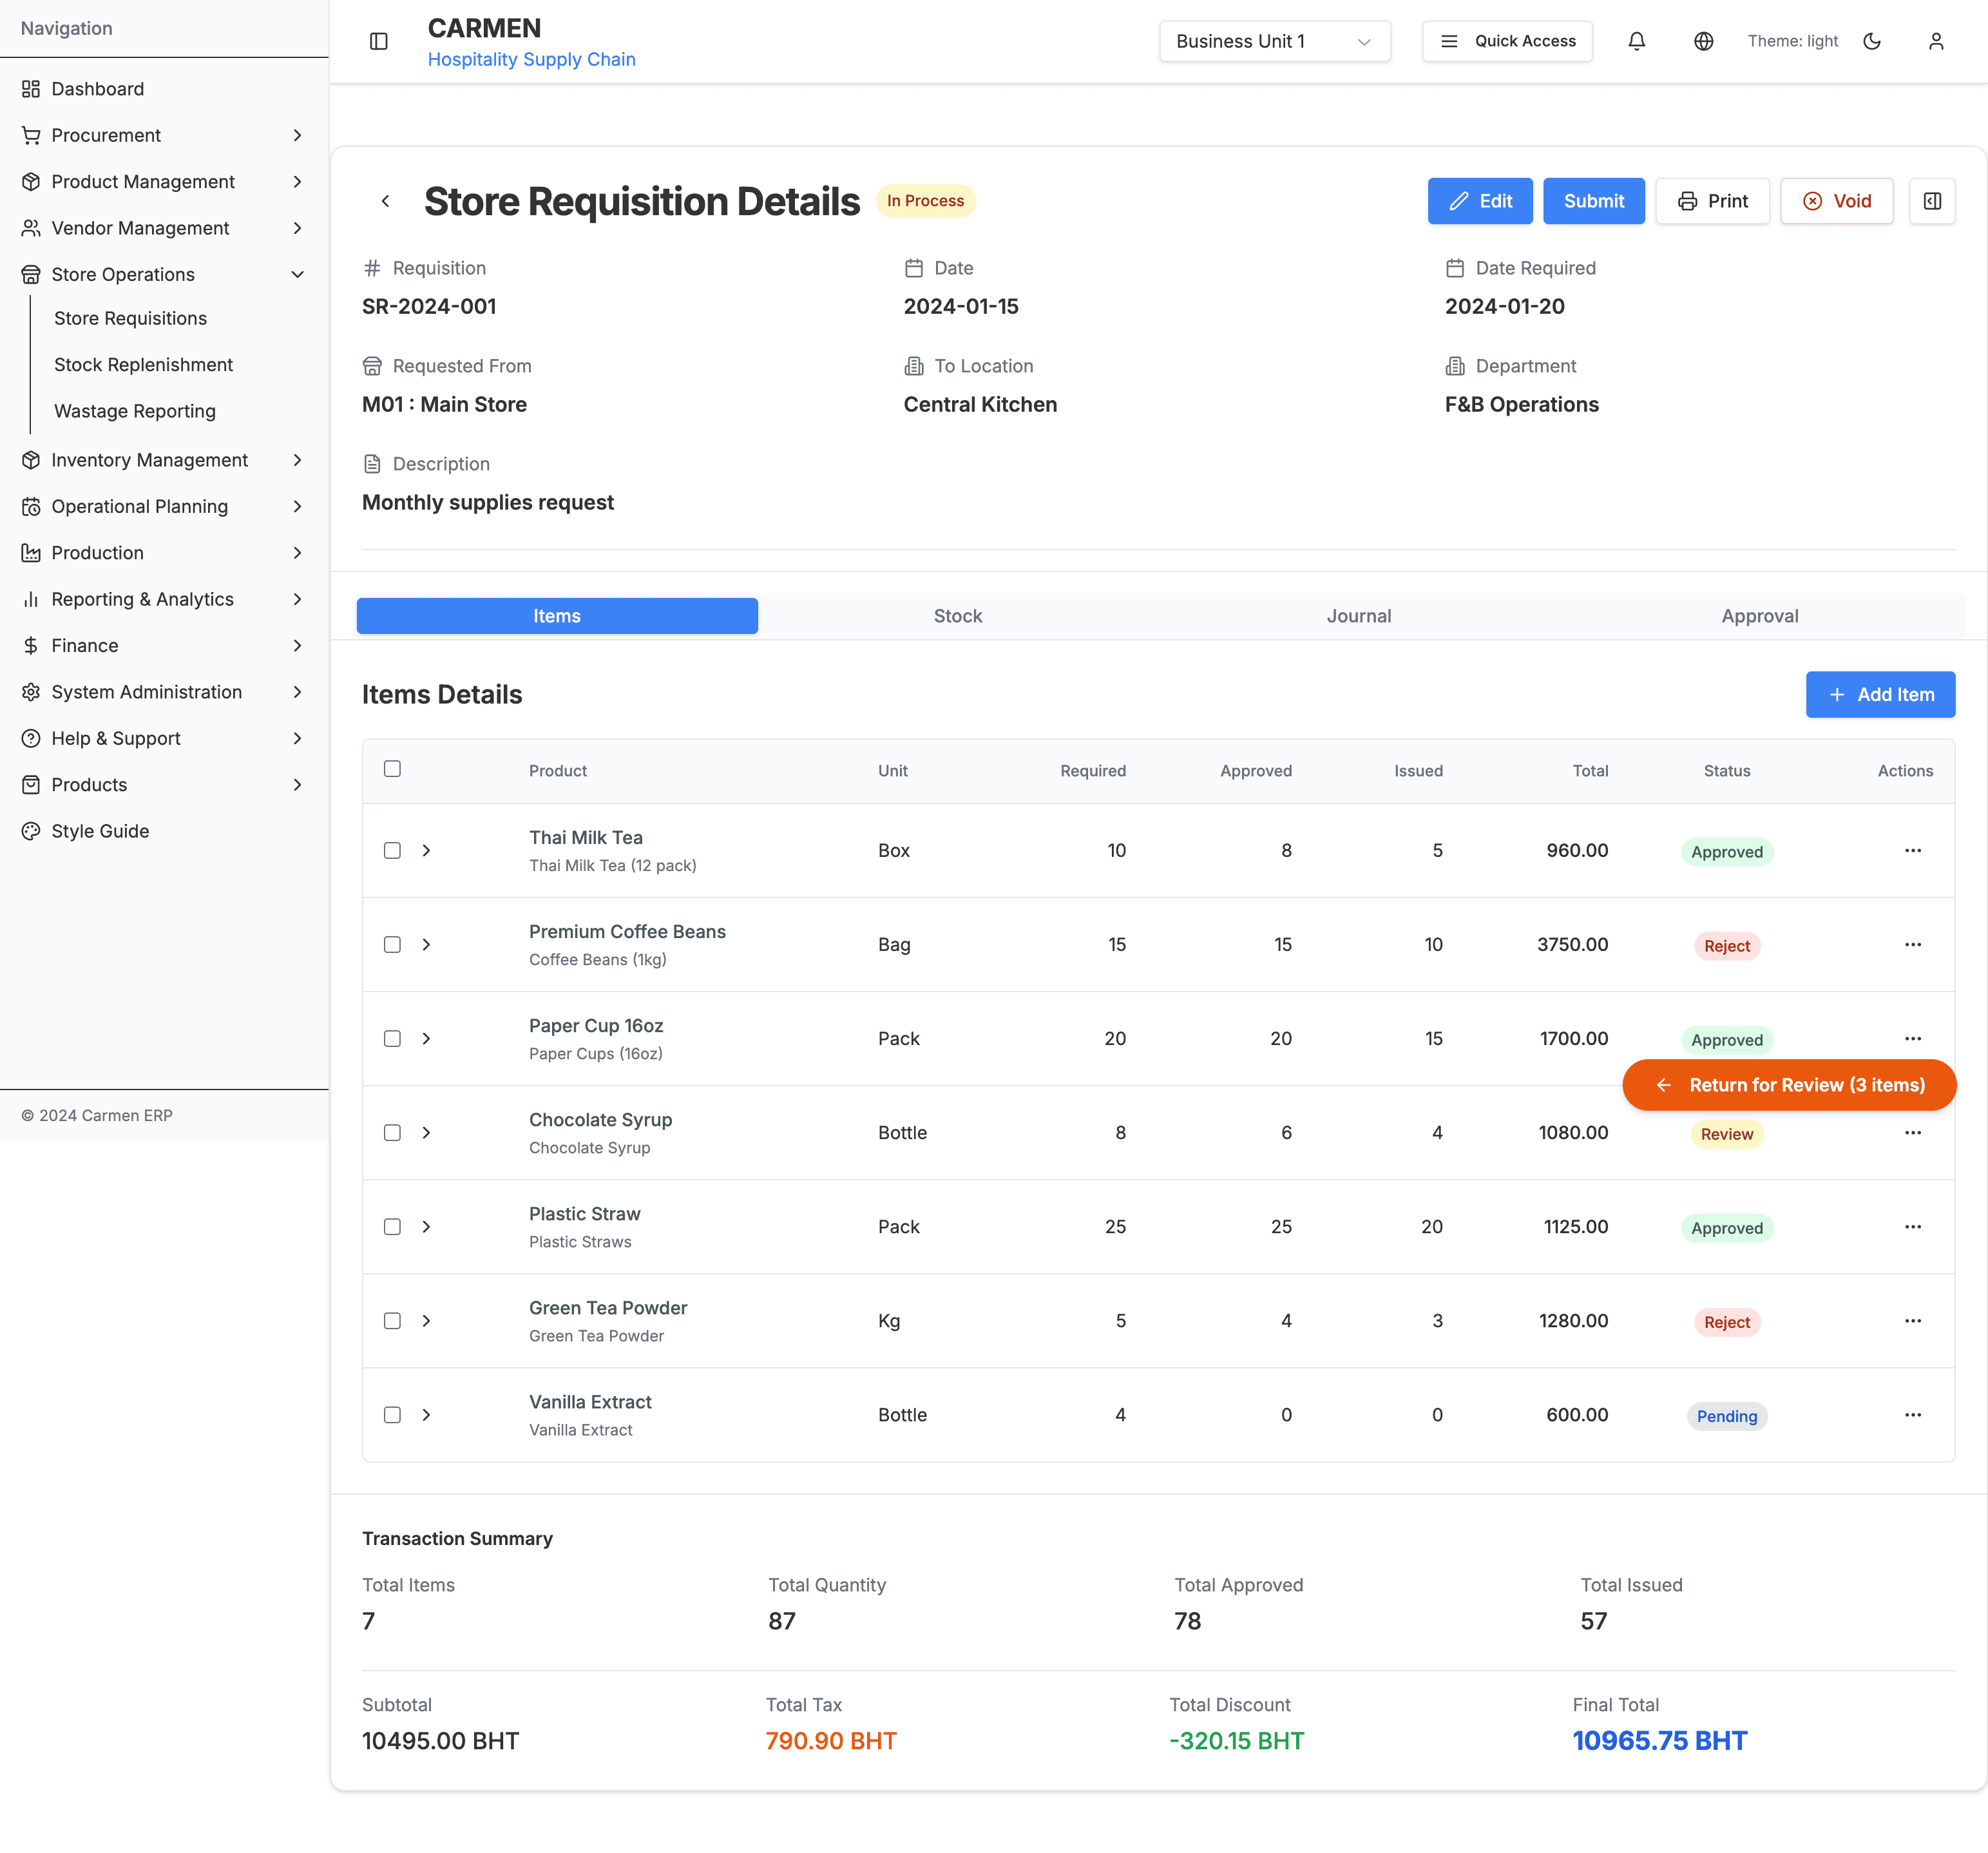 Navigation
Dashboard
Procurement
Product Management
Vendor Management
Store Operations
Store Requisitions
Stock Replenishment
Wastage Reporting
Inventory Management
Operational Planning
Production
Reporting & Analytics
Finance
System Administration
Help & Support
Products
Style Guide
© 2024 Carmen ERP
CARMEN
Hospitality Supply Chain
Business Unit 1
Quick Access
Theme: light
Store Requisition Details In Process
Edit Submit Print Void
Requisition Date Date Required
SR-2024-001 2024-01-15 2024-01-20
Requested From To Location Department
M01 : Main Store Central Kitchen F&B Operations
Description
Monthly supplies request
Items Stock Journal Approval
Items Details Add Item
Product Unit Required Approved Issued Total Status Actions
Thai Milk Tea
Thai Milk Tea (12 pack)
Box 10 8 5 960.00 Approved
Premium Coffee Beans
Coffee Beans (1kg)
Bag 15 15 10 3750.00 Reject
Paper Cup 16oz
Paper Cups (16oz)
Pack 20 20 15 1700.00 Approved
Return for Review (3 items)
Chocolate Syrup
Chocolate Syrup
Bottle 8 6 4 1080.00 Review
Plastic Straw
Plastic Straws
Pack 25 25 20 1125.00 Approved
Green Tea Powder
Green Tea Powder
Kg 5 4 3 1280.00 Reject
Vanilla Extract
Vanilla Extract
Bottle 4 0 0 600.00 Pending
Transaction Summary
Total Items Total Quantity Total Approved Total Issued
7 87 78 57
Subtotal Total Tax Total Discount Final Total
10495.00 BHT 790.90 BHT -320.15 BHT 10965.75 BHT